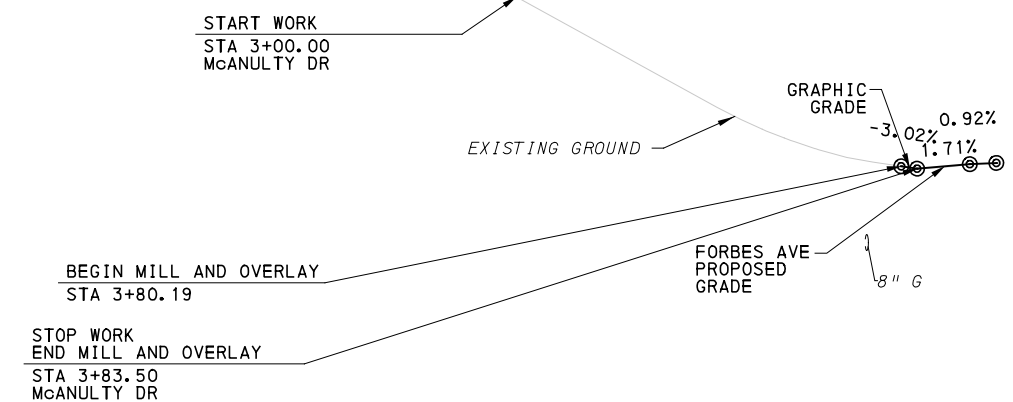 START WORK
STA 3+00.00
McANULTY DR
GRAPHIC
GRADE
0.92%
-3.02%
1.71%
EXISTING GROUND
FORBES AVE
PROPOSED
GRADE
8" G
BEGIN MILL AND OVERLAY
STA 3+80.19
STOP WORK
END MILL AND OVERLAY
STA 3+83.50
McANULTY DR